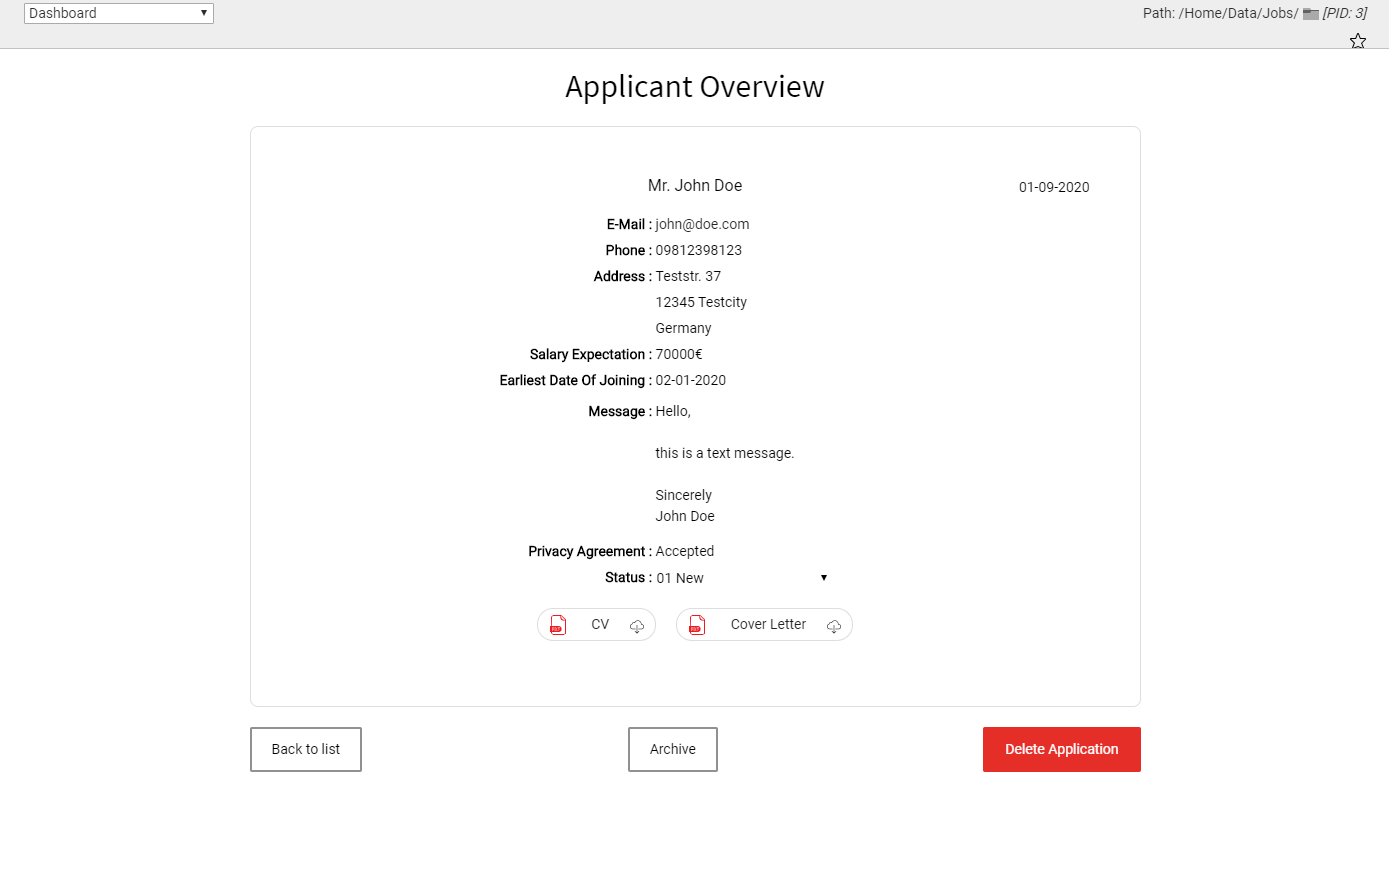 Dashboard
Path: /Home/Data/Jobs/ [PID: 3]
Applicant Overview
Mr. John Doe
01-09-2020
E-Mail : john@doe.com
Phone : 09812398123
Address : Teststr. 37
12345 Testcity
Germany
Salary Expectation : 70000€
Earliest Date Of Joining : 02-01-2020
Message : Hello,
this is a text message.
Sincerely
John Doe
Privacy Agreement : Accepted
Status : 01 New
CV
Cover Letter
Back to list
Archive
Delete Application